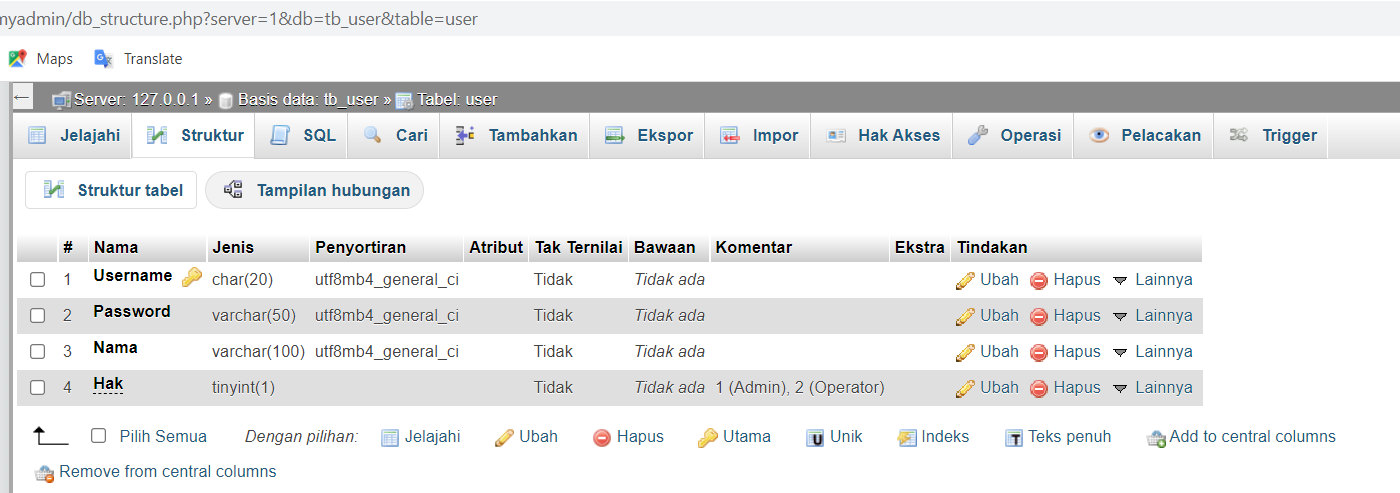 myadmin/db_structure.php?server=1&db=tb_user&table=user
Maps Translate
← Server: 127.0.0.1 » Basis data: tb_user » Tabel: user
Jelajahi Struktur SQL Cari Tambahkan Ekspor Impor Hak Akses Operasi Pelacakan Trigger
Struktur tabel Tampilan hubungan
# Nama Jenis Penyortiran Atribut Tak Ternilai Bawaan Komentar Ekstra Tindakan
1 Username char(20) utf8mb4_general_ci Tidak Tidak ada Ubah Hapus Lainnya
2 Password varchar(50) utf8mb4_general_ci Tidak Tidak ada Ubah Hapus Lainnya
3 Nama varchar(100) utf8mb4_general_ci Tidak Tidak ada Ubah Hapus Lainnya
4 Hak tinyint(1) Tidak Tidak ada 1 (Admin), 2 (Operator) Ubah Hapus Lainnya
Pilih Semua Dengan pilihan: Jelajahi Ubah Hapus Utama Unik Indeks Teks penuh Add to central columns
Remove from central columns